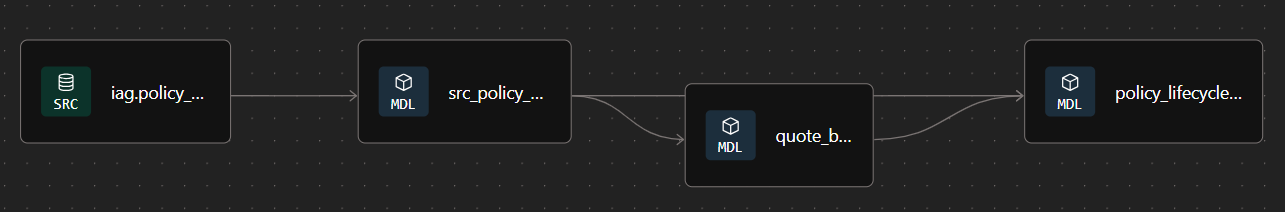 SRC
iag.policy_...
MDL
src_policy_...
MDL
quote_b...
MDL
policy_lifecycle...